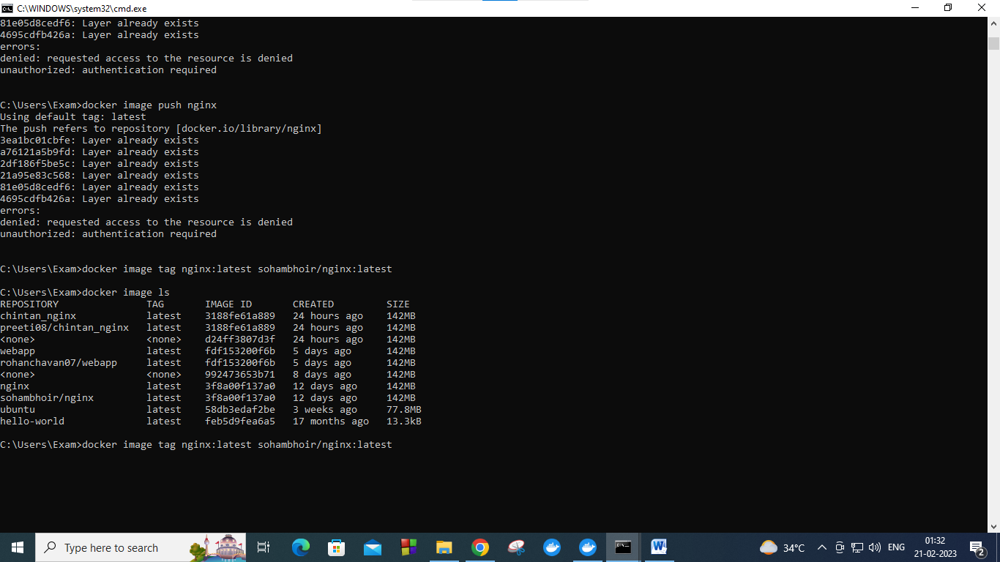 C:\WINDOWS\system32\cmd.exe
81e05d8cedf6: Layer already exists
4695cdfb426a: Layer already exists
errors:
denied: requested access to the resource is denied
unauthorized: authentication required
C:\Users\Exam>docker image push nginx
Using default tag: latest
The push refers to repository [docker.io/library/nginx]
3ea1bc01cbfe: Layer already exists
a76121a5b9fd: Layer already exists
2df186f5be5c: Layer already exists
21a95e83c568: Layer already exists
81e05d8cedf6: Layer already exists
4695cdfb426a: Layer already exists
errors:
denied: requested access to the resource is denied
unauthorized: authentication required
C:\Users\Exam>docker image tag nginx:latest sohambhoir/nginx:latest
C:\Users\Exam>docker image ls
REPOSITORY TAG IMAGE ID CREATED SIZE
chintan_nginx latest 3188fe61a889 24 hours ago 142MB
preeti08/chintan_nginx latest 3188fe61a889 24 hours ago 142MB
<none> <none> d24ff3807d3f 24 hours ago 142MB
webapp latest fdf153200f6b 5 days ago 142MB
rohanchavan07/webapp latest fdf153200f6b 5 days ago 142MB
<none> <none> 992473653b71 8 days ago 142MB
nginx latest 3f8a00f137a0 12 days ago 142MB
sohambhoir/nginx latest 3f8a00f137a0 12 days ago 142MB
ubuntu latest 58db3edaf2be 3 weeks ago 77.8MB
hello-world latest feb5d9fea6a5 17 months ago 13.3kB
C:\Users\Exam>docker image tag nginx:latest sohambhoir/nginx:latest
Type here to search
34°C
ENG
01:32
21-02-2023
2